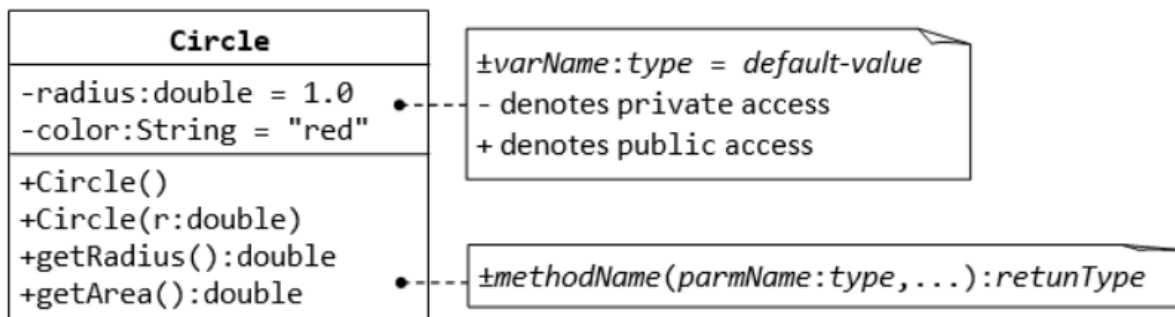 Circle
-radius:double = 1.0
-color:String = "red"
+Circle()
+Circle(r:double)
+getRadius():double
+getArea():double
±varName:type = default-value
- denotes private access
+ denotes public access
±methodName(parmName:type,...):retunType